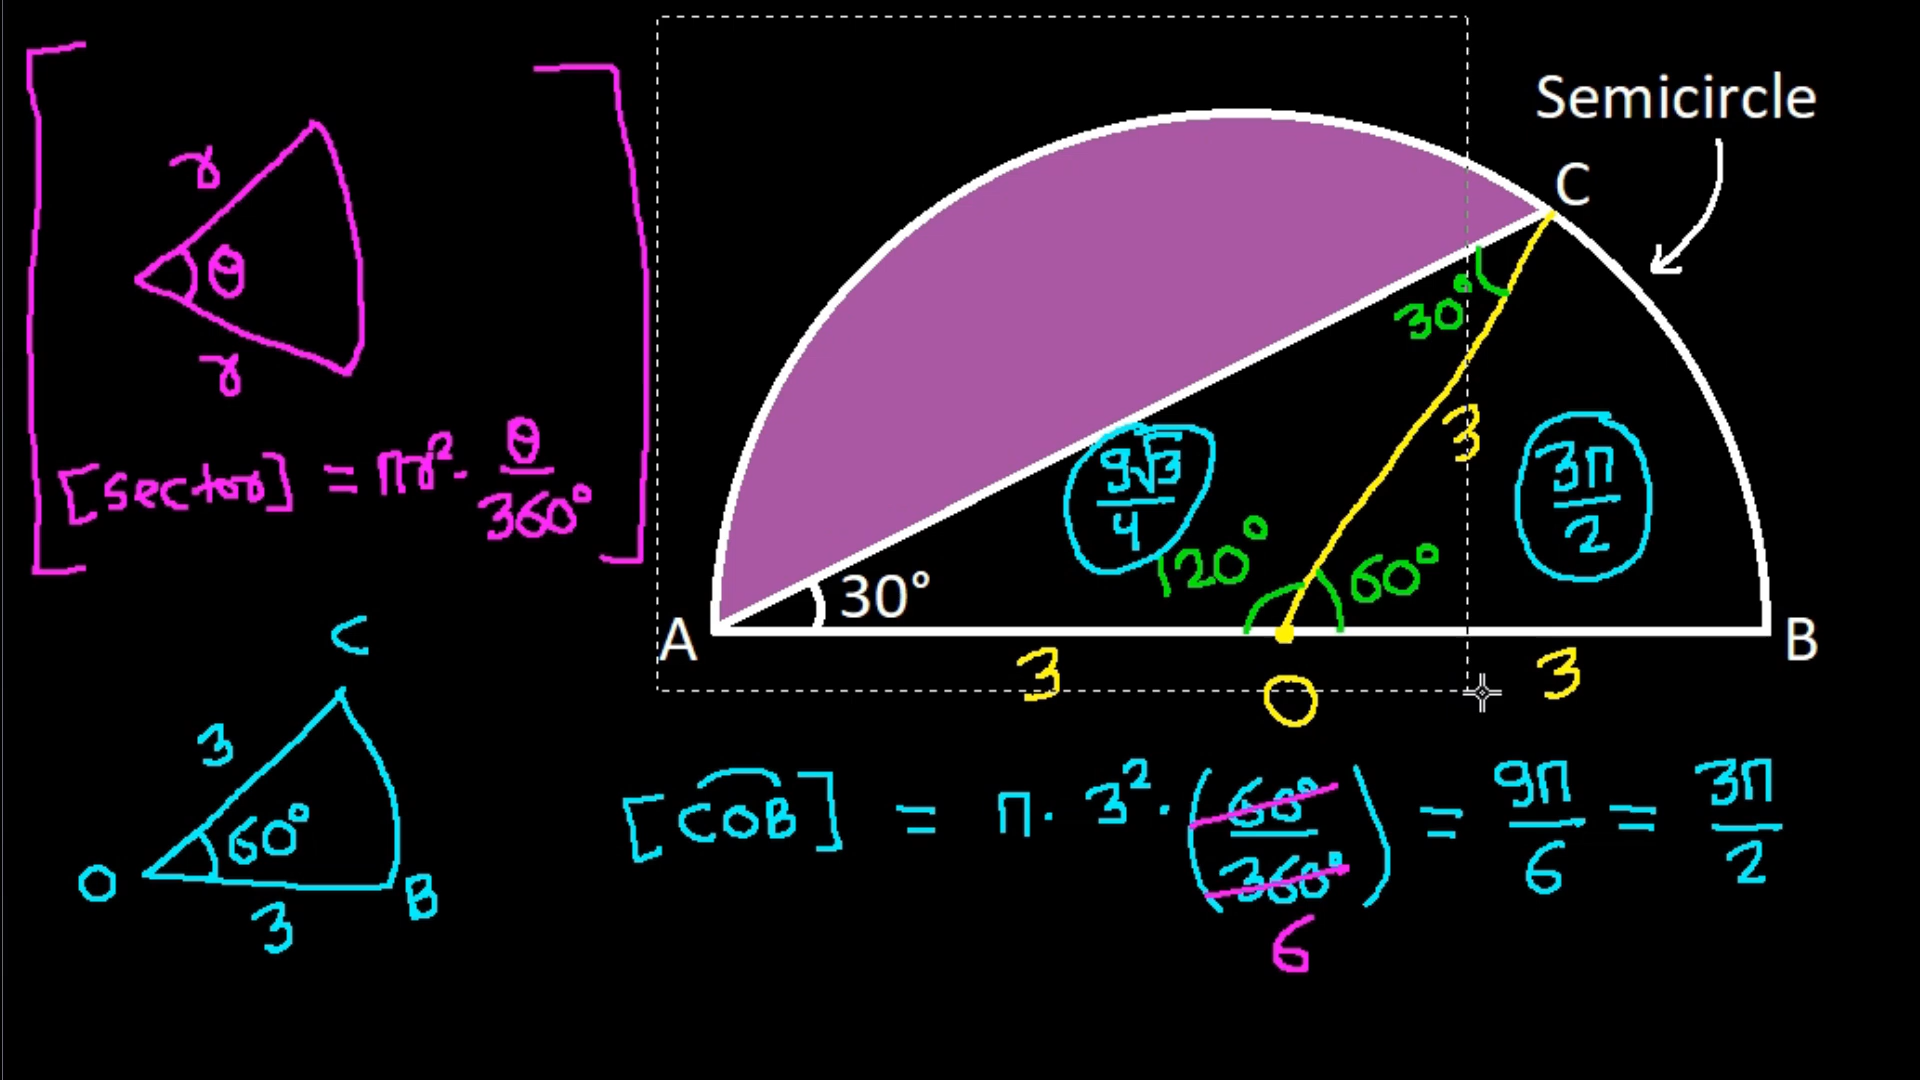 r
θ
r
[sector] = πr² · θ/360°
Semicircle
C
30°
3
9√3/4
3π/2
120°
60°
30°
A
B
3
O
3
C
3
60°
O
3
B
[COB] = π · 3² · (60°/360°) = 9π/6 = 3π/2
6